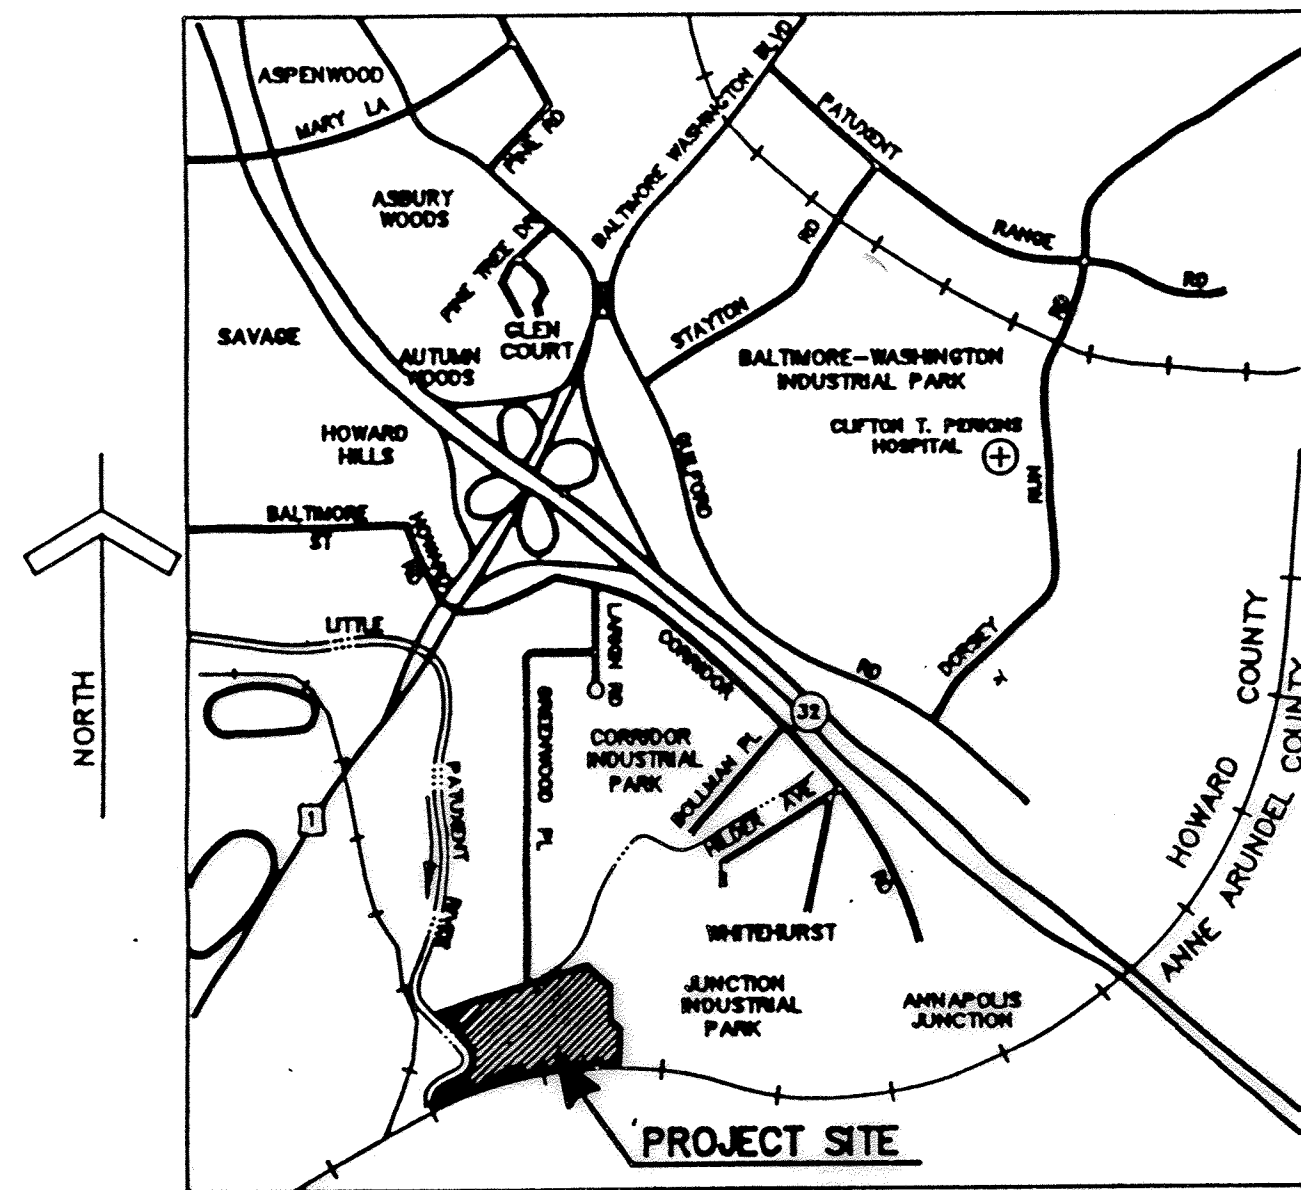 ASPENWOOD
MARY LA
PINE RD
BALTIMORE WASHINGTON BLVD
PATUXENT
RANGE
RD
ASBURY
WOODS
PINE TREE DR
RD
STAYTON
RD
SAVAGE
GLEN
COURT
AUTUMN
WOODS
BALTIMORE-WASHINGTON
INDUSTRIAL PARK
HOWARD
HILLS
CLIFTON T. PERKINS
HOSPITAL
GUILFORD
RUN
BALTIMORE
ST
HOWARD
RD
LITTLE
LARKIN RD
CORRIDOR
RD
DORSEY
NORTH
GREENWOOD PL
CORRIDOR
INDUSTRIAL
PARK
32
BOLLMAN PL
HOWARD COUNTY
ANNE ARUNDEL COUNTY
1
PATUXENT
RIVER
AVE
RD
WHITEHURST
JUNCTION
INDUSTRIAL
PARK
ANNAPOLIS
JUNCTION
PROJECT SITE